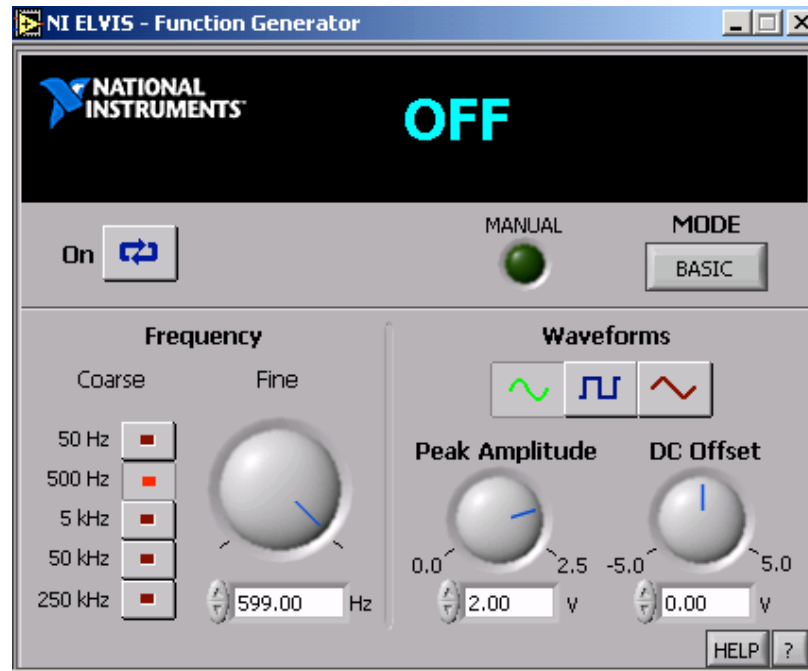 NI ELVIS - Function Generator
NATIONAL
INSTRUMENTS
OFF
On
MANUAL
MODE
BASIC
Frequency
Coarse
Fine
50 Hz
500 Hz
5 kHz
50 kHz
250 kHz
599.00 Hz
Waveforms
Peak Amplitude
0.0 2.5
2.00 V
DC Offset
-5.0 5.0
0.00 V
HELP ?